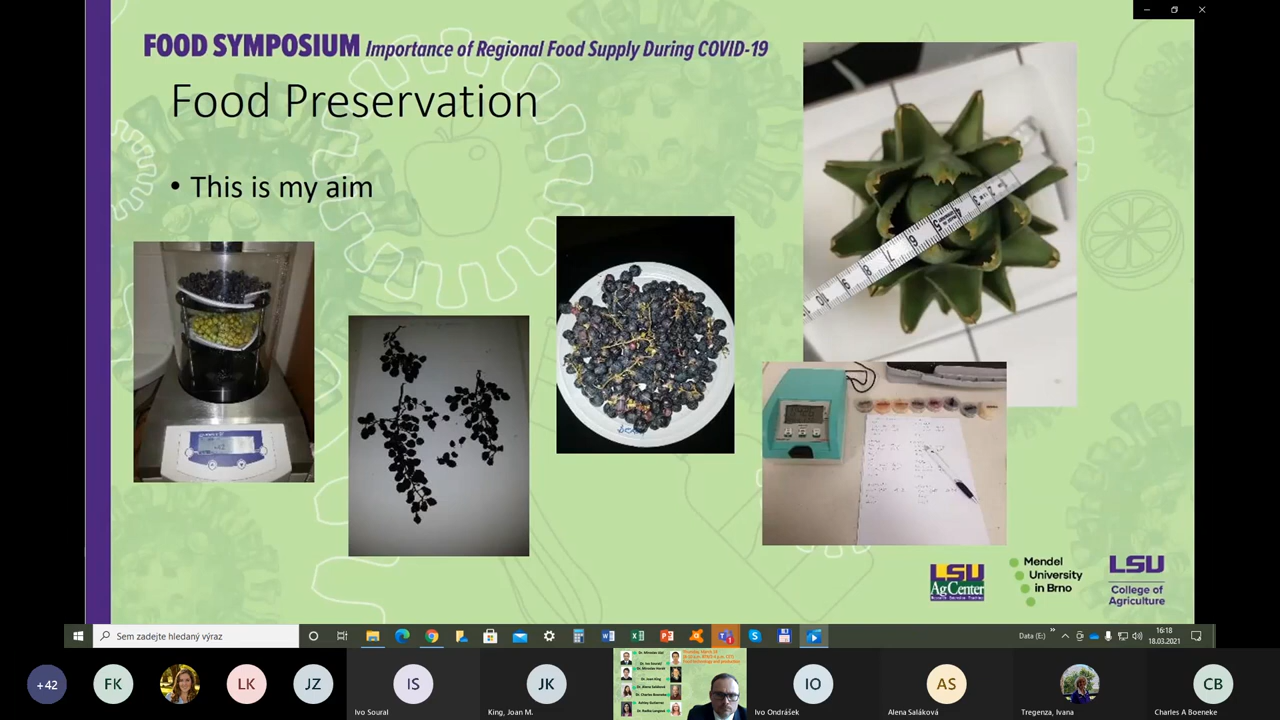 FOOD SYMPOSIUM Importance of Regional Food Supply During COVID-19
Food Preservation
• This is my aim
LSU
AgCenter
Mendel
University
in Brno
LSU
College of
Agriculture
Sem zadejte hledaný výraz
Data (E:)
16:18
18.03.2021
+42
FK
LK
JZ
IS
Ivo Soural
JK
King, Joan M.
IO
Ivo Ondrášek
AS
Alena Saláková
Tregenza, Ivana
CB
Charles A Boeneke